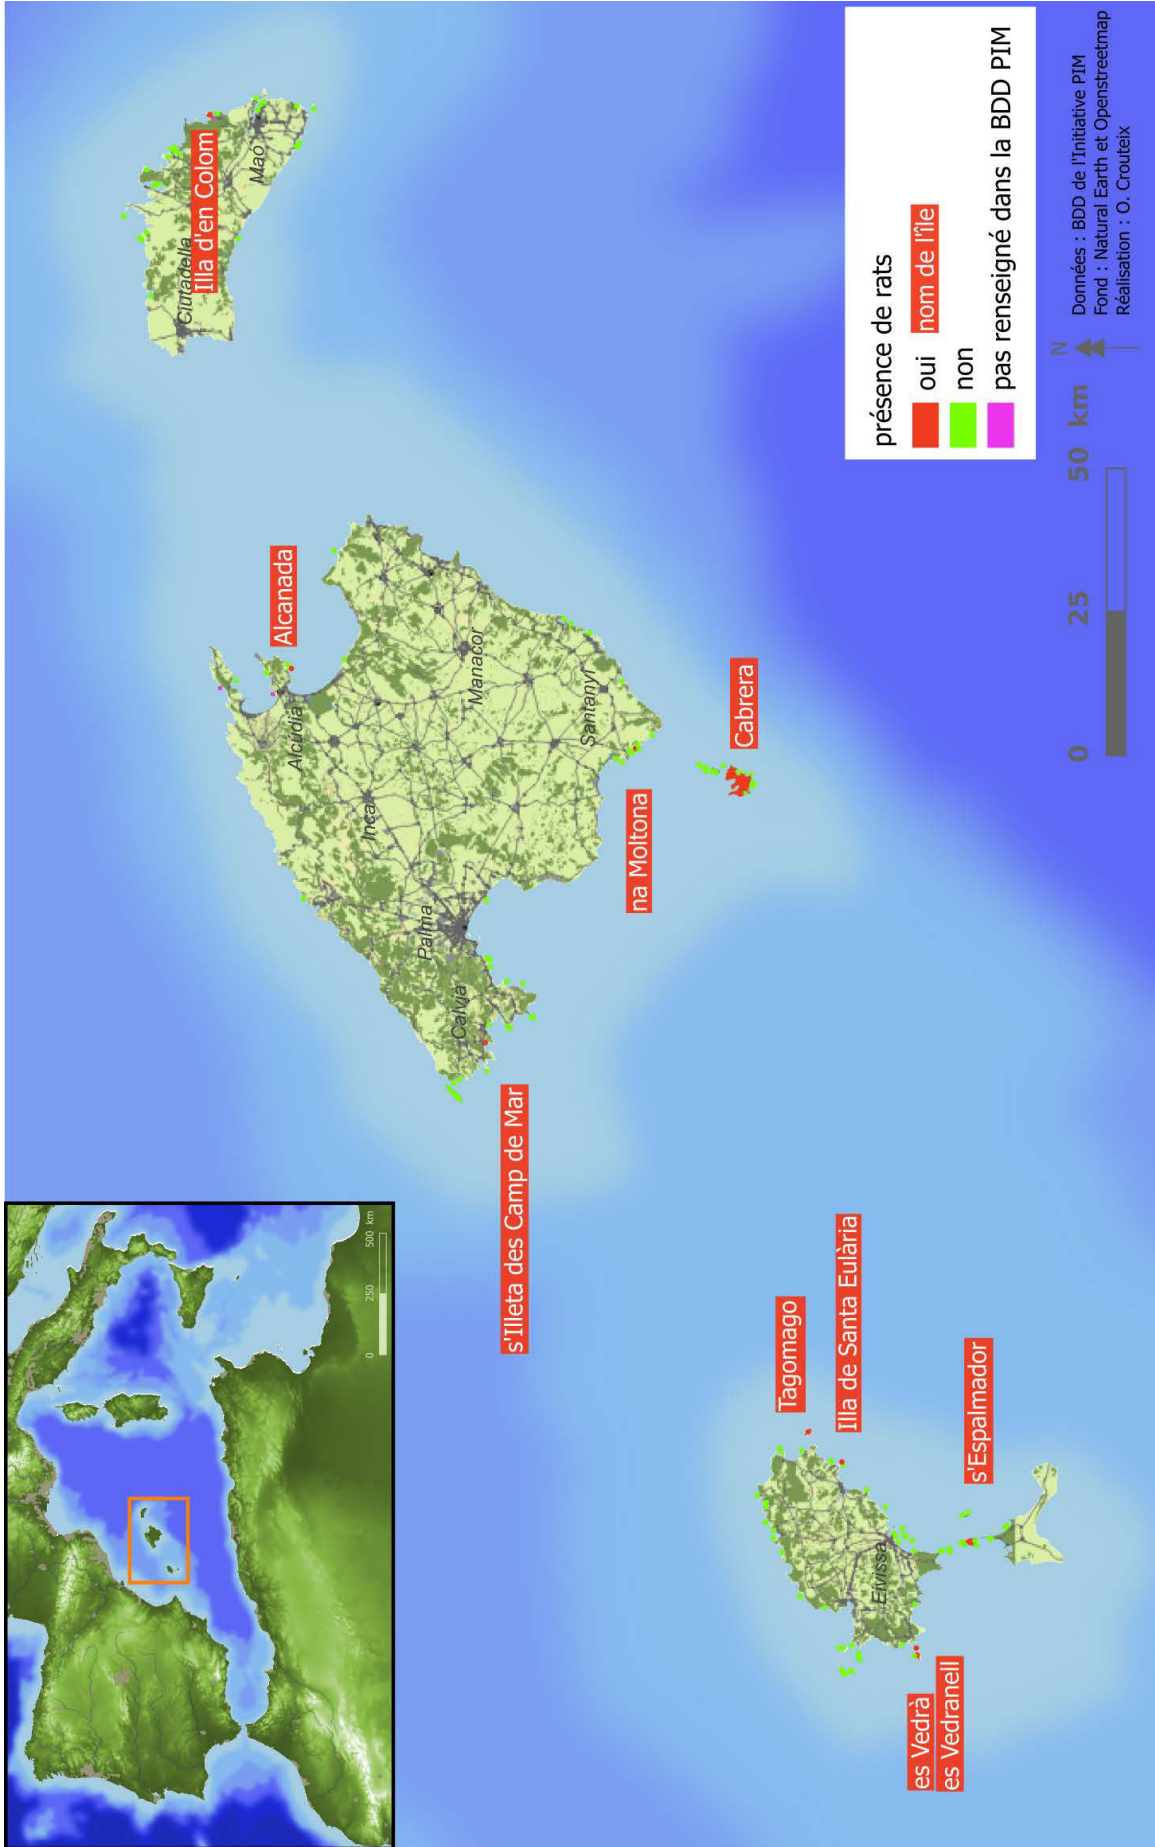 0 250 500 km
Ciutadella
Illa d'en Colom
Maó
Alcanada
Alcúdia
Inca
Manacor
Palma
Calvià
Santanyí
s'Illeta des Camp de Mar
na Moltona
Cabrera
Tagomago
Illa de Santa Eulària
Eivissa
s'Espalmador
es Vedrà
es Vedranell
présence de rats
oui nom de l'île
non
pas renseigné dans la BDD PIM
0 25 50 km
N
Données : BDD de l'Initiative PIM
Fond : Natural Earth et Openstreetmap
Réalisation : O. Crouteix